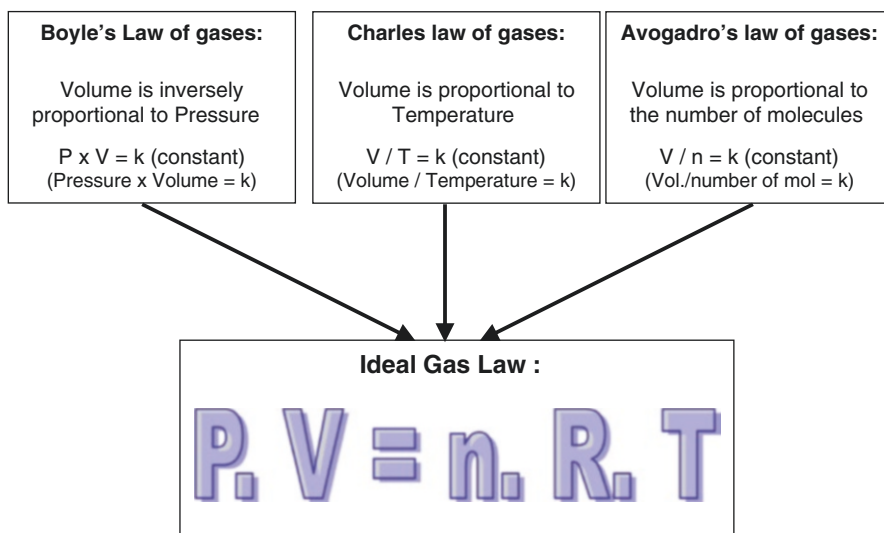 Boyle's Law of gases:
Volume is inversely
proportional to Pressure
P x V = k (constant)
(Pressure x Volume = k)
Charles law of gases:
Volume is proportional to
Temperature
V / T = k (constant)
(Volume / Temperature = k)
Avogadro's law of gases:
Volume is proportional to
the number of molecules
V / n = k (constant)
(Vol./number of mol = k)
Ideal Gas Law :
P. V = n. R. T